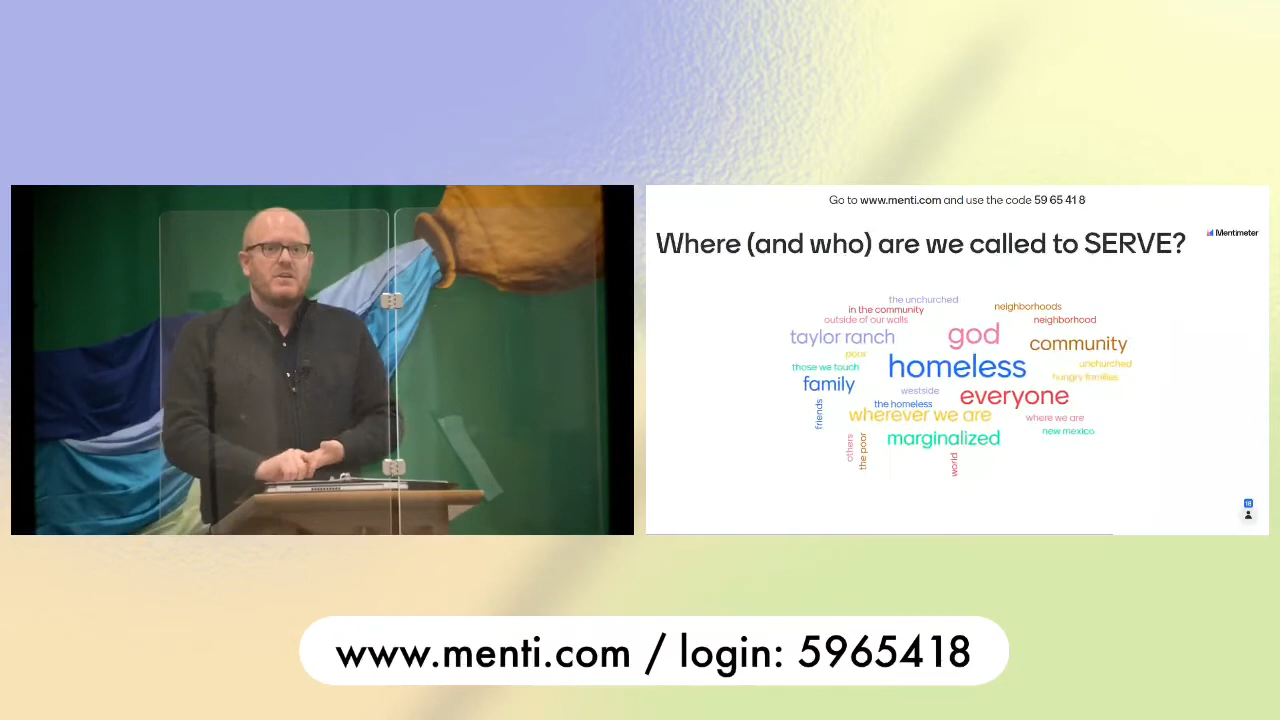 Go to www.menti.com and use the code 59 65 41 8
Mentimeter
Where (and who) are we called to SERVE?
the unchurched
in the community
neighborhoods
outside of our walls
neighborhood
taylor ranch
god
community
poor
homeless
unchurched
those we touch
hungry families
family
westside
everyone
friends
the homeless
wherever we are
where we are
marginalized
new mexico
others
the poor
world
18
www.menti.com / login: 5965418